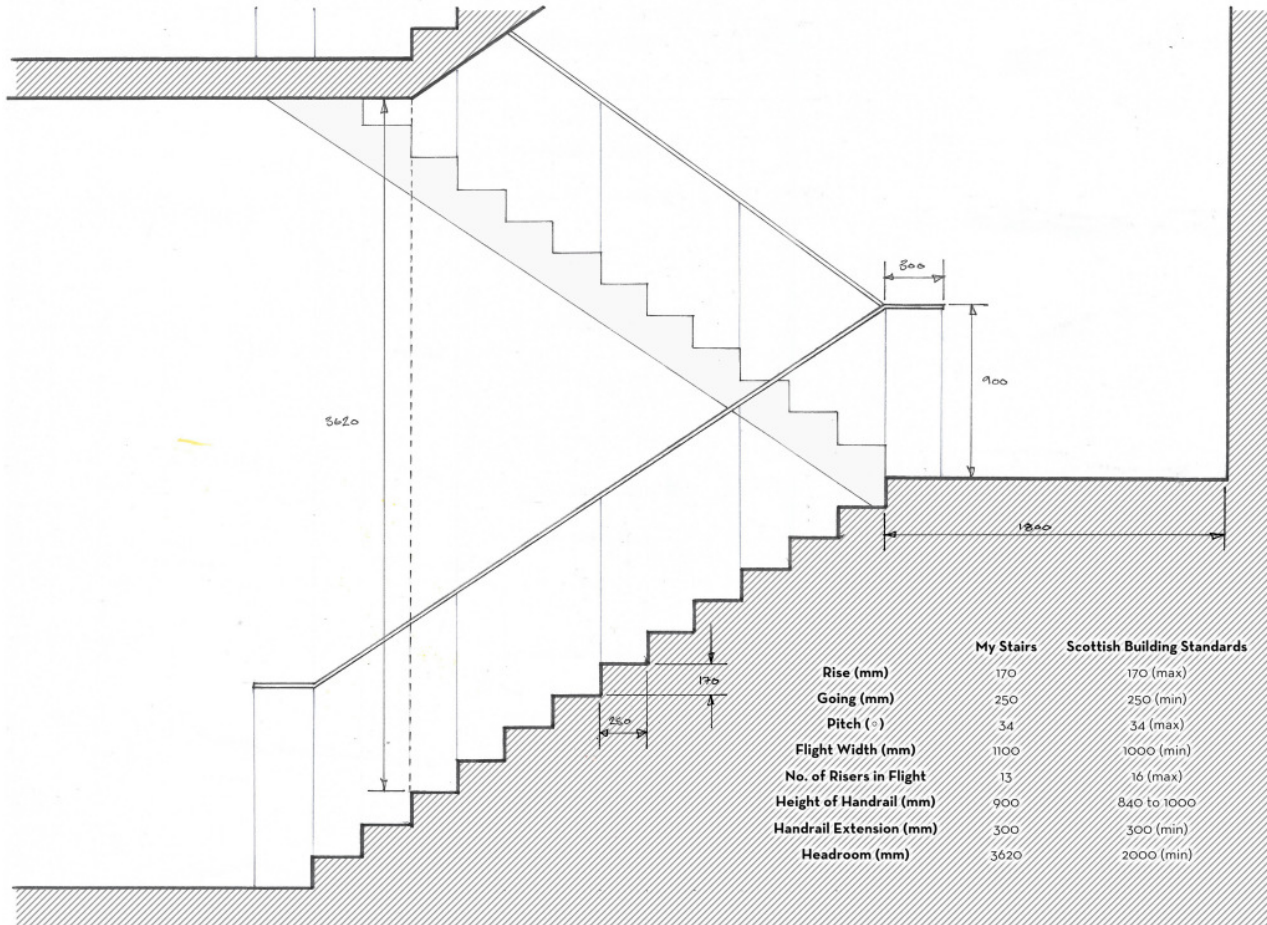 300
900
3620
1800
170
250
My Stairs Scottish Building Standards
Rise (mm) 170 170 (max)
Going (mm) 250 250 (min)
Pitch (○) 34 34 (max)
Flight Width (mm) 1100 1000 (min)
No. of Risers in Flight 13 16 (max)
Height of Handrail (mm) 900 840 to 1000
Handrail Extension (mm) 300 300 (min)
Headroom (mm) 3620 2000 (min)